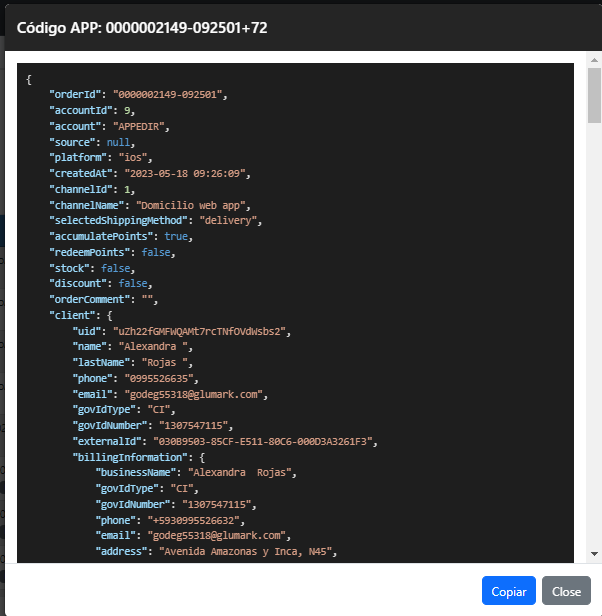 Código APP: 0000002149-092501+72
{
"orderId": "0000002149-092501",
"accountId": 9,
"account": "APPEDIR",
"source": null,
"platform": "ios",
"createdAt": "2023-05-18 09:26:09",
"channelId": 1,
"channelName": "Domicilio web app",
"selectedShippingMethod": "delivery",
"accumulatePoints": true,
"redeemPoints": false,
"stock": false,
"discount": false,
"orderComment": "",
"client": {
"uid": "uZh22fGMFWQAMt7rcTNfOVdWsbs2",
"name": "Alexandra ",
"lastName": "Rojas ",
"phone": "0995526635",
"email": "godeg55318@glumark.com",
"govIdType": "CI",
"govIdNumber": "1307547115",
"externalId": "030B9503-85CF-E511-80C6-000D3A3261F3",
"billingInformation": {
"businessName": "Alexandra  Rojas",
"govIdType": "CI",
"govIdNumber": "1307547115",
"phone": "+5930995526632",
"email": "godeg55318@glumark.com",
"address": "Avenida Amazonas y Inca, N45",
Copiar Close